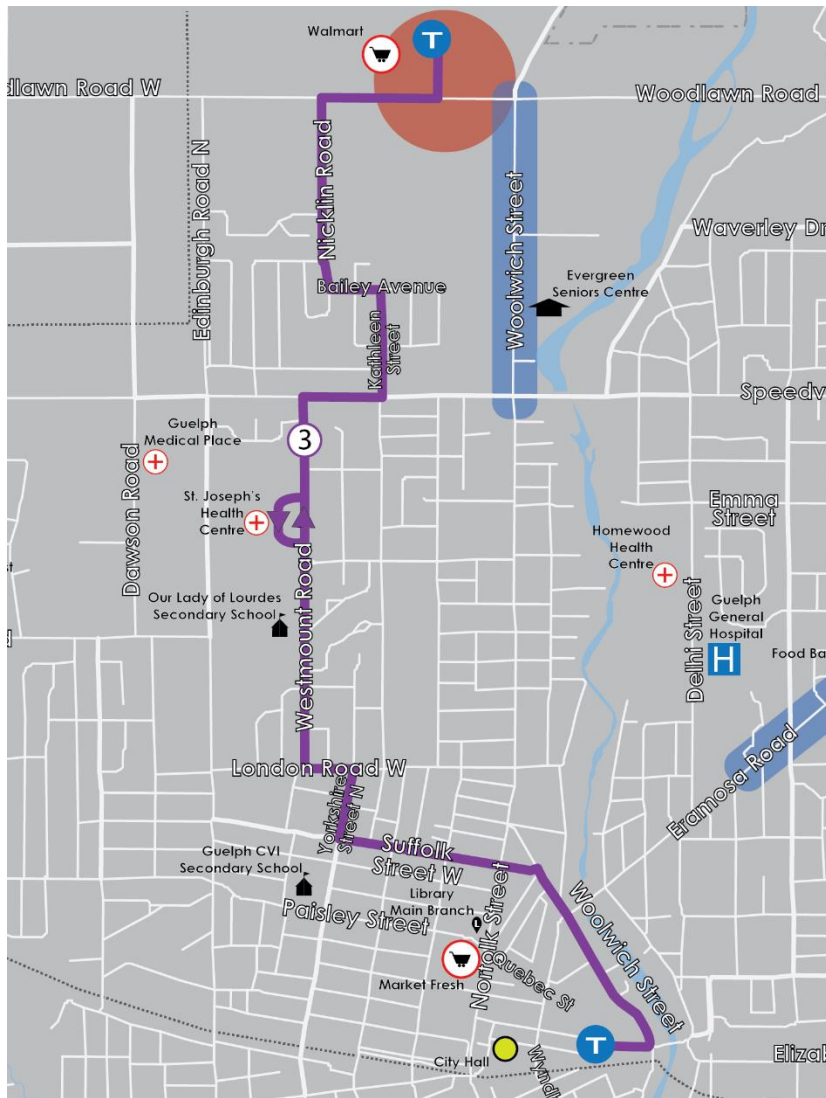 Walmart
T
dlawn Road W
Woodlawn Road
Edinburgh Road N
Nicklin Road
Woolwich Street
Waverley Dr
Bailey Avenue
Evergreen
Seniors Centre
Kathleen
Street
Speedv
3
Guelph
Medical Place
Dawson Road
St. Joseph's
Health
Centre
Emma
Street
Homewood
Health
Centre
Delhi Street
Guelph
General
Hospital
H
Food Ba
Our Lady of Lourdes
Secondary School
Westmount Road
d
London Road W
Eramosa Road
Yorkshire
Street N
Suffolk
Street W
Guelph CVI
Secondary School
Paisley Street
Library
Main Branch
L
Norfolk Street
Woolwich Street
Quebec St
Market Fresh
City Hall
T
Wyndl
Elizab